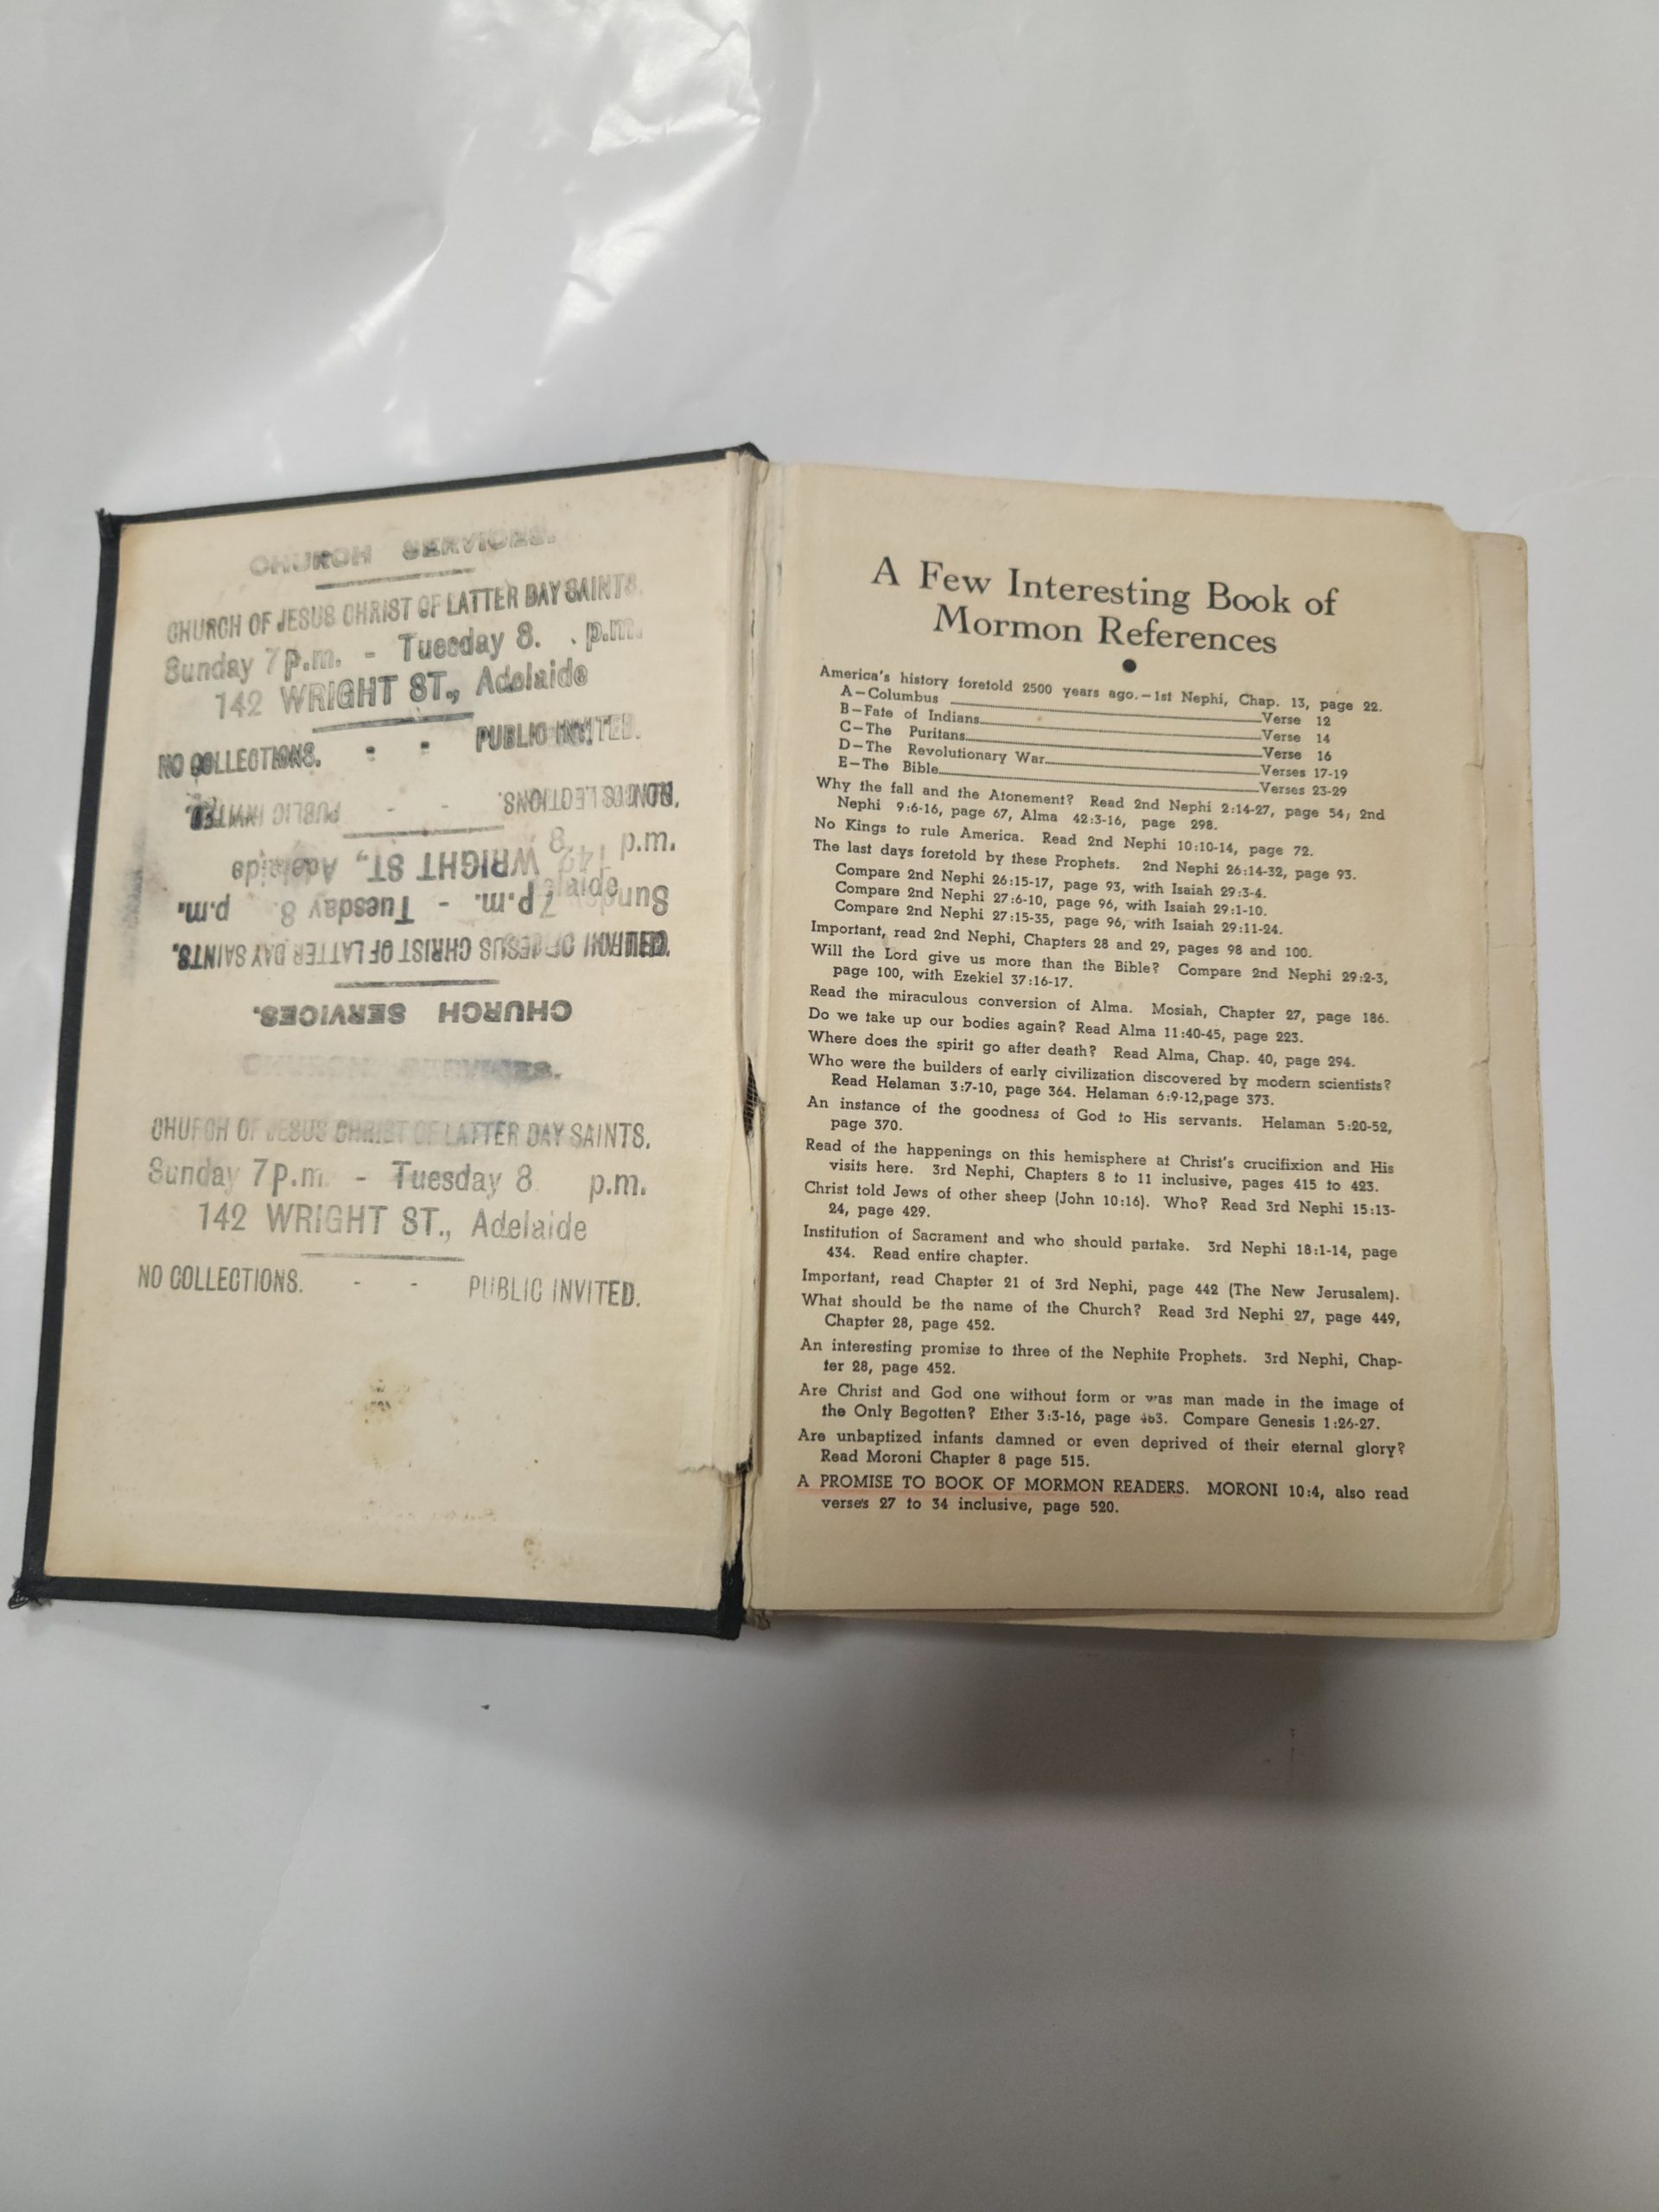 CHURCH SERVICES.
CHURCH OF JESUS CHRIST OF LATTER DAY SAINTS.
Sunday 7p.m. - Tuesday 8. p.m.
142 WRIGHT ST., Adelaide
NO COLLECTIONS. - - PUBLIC INVITED.
CHURCH SERVICES.
CHURCH OF JESUS CHRIST OF LATTER DAY SAINTS.
Sunday 7p.m. - Tuesday 8 p.m.
142 WRIGHT ST., Adelaide
NO COLLECTIONS. - - PUBLIC INVITED.
CHURCH SERVICES.
CHURCH OF JESUS CHRIST OF LATTER DAY SAINTS.
Sunday 7p.m. - Tuesday 8 p.m.
142 WRIGHT ST., Adelaide
NO COLLECTIONS. - - PUBLIC INVITED.
A Few Interesting Book of
Mormon References
America's history foretold 2500 years ago.—1st Nephi, Chap. 13, page 22.
A—Columbus Verse 12
B—Fate of Indians Verse 14
C—The Puritans Verse 16
D—The Revolutionary War Verses 17-19
E—The Bible Verses 23-29
Why the fall and the Atonement? Read 2nd Nephi 2:14-27, page 54; 2nd
Nephi 9:6-16, page 67, Alma 42:3-16, page 298.
No Kings to rule America. Read 2nd Nephi 10:10-14, page 72.
The last days foretold by these Prophets. 2nd Nephi 26:14-32, page 93.
Compare 2nd Nephi 26:15-17, page 93, with Isaiah 29:3-4.
Compare 2nd Nephi 27:6-10, page 96, with Isaiah 29:1-10.
Compare 2nd Nephi 27:15-35, page 96, with Isaiah 29:11-24.
Important, read 2nd Nephi, Chapters 28 and 29, pages 98 and 100.
Will the Lord give us more than the Bible? Compare 2nd Nephi 29:2-3,
page 100, with Ezekiel 37:16-17.
Read the miraculous conversion of Alma. Mosiah, Chapter 27, page 186.
Do we take up our bodies again? Read Alma 11:40-45, page 223.
Where does the spirit go after death? Read Alma, Chap. 40, page 294.
Who were the builders of early civilization discovered by modern scientists?
Read Helaman 3:7-10, page 364. Helaman 6:9-12,page 373.
An instance of the goodness of God to His servants. Helaman 5:20-52,
page 370.
Read of the happenings on this hemisphere at Christ's crucifixion and His
visits here. 3rd Nephi, Chapters 8 to 11 inclusive, pages 415 to 423.
Christ told Jews of other sheep (John 10:16). Who? Read 3rd Nephi 15:13-
24, page 429.
Institution of Sacrament and who should partake. 3rd Nephi 18:1-14, page
434. Read entire chapter.
Important, read Chapter 21 of 3rd Nephi, page 442 (The New Jerusalem).
What should be the name of the Church? Read 3rd Nephi 27, page 449,
Chapter 28, page 452.
An interesting promise to three of the Nephite Prophets. 3rd Nephi, Chap-
ter 28, page 452.
Are Christ and God one without form or was man made in the image of
the Only Begotten? Ether 3:3-16, page 483. Compare Genesis 1:26-27.
Are unbaptized infants damned or even deprived of their eternal glory?
Read Moroni Chapter 8 page 515.
A PROMISE TO BOOK OF MORMON READERS. MORONI 10:4, also read
verses 27 to 34 inclusive, page 520.